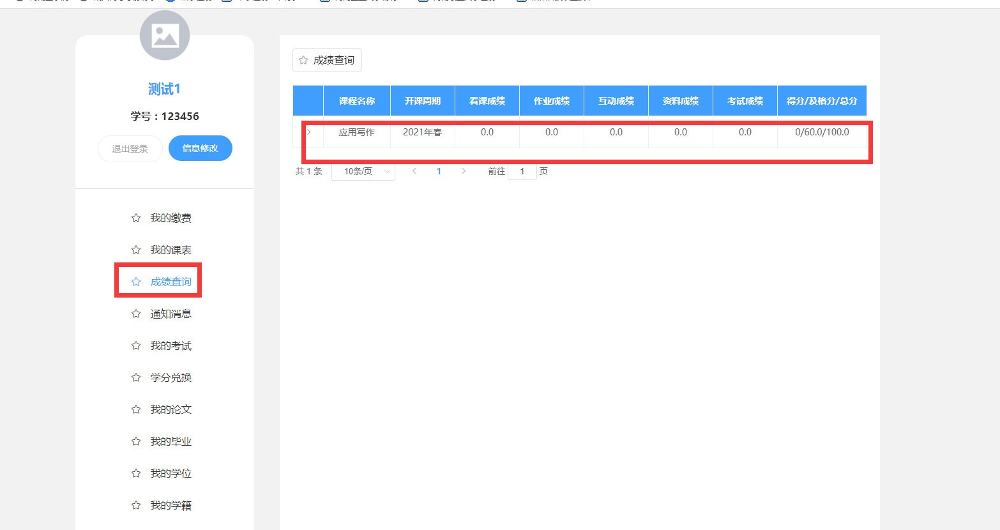 测试1
学号：123456
退出登录 信息修改
我的缴费
我的课表
成绩查询
通知消息
我的考试
学分兑换
我的论文
我的毕业
我的学位
我的学籍
成绩查询
课程名称 开课周期 看课成绩 作业成绩 互动成绩 资料成绩 考试成绩 得分/及格分/总分
应用写作 2021年春 0.0 0.0 0.0 0.0 0.0 0/60.0/100.0
共 1 条 10条/页 1 前往 1 页